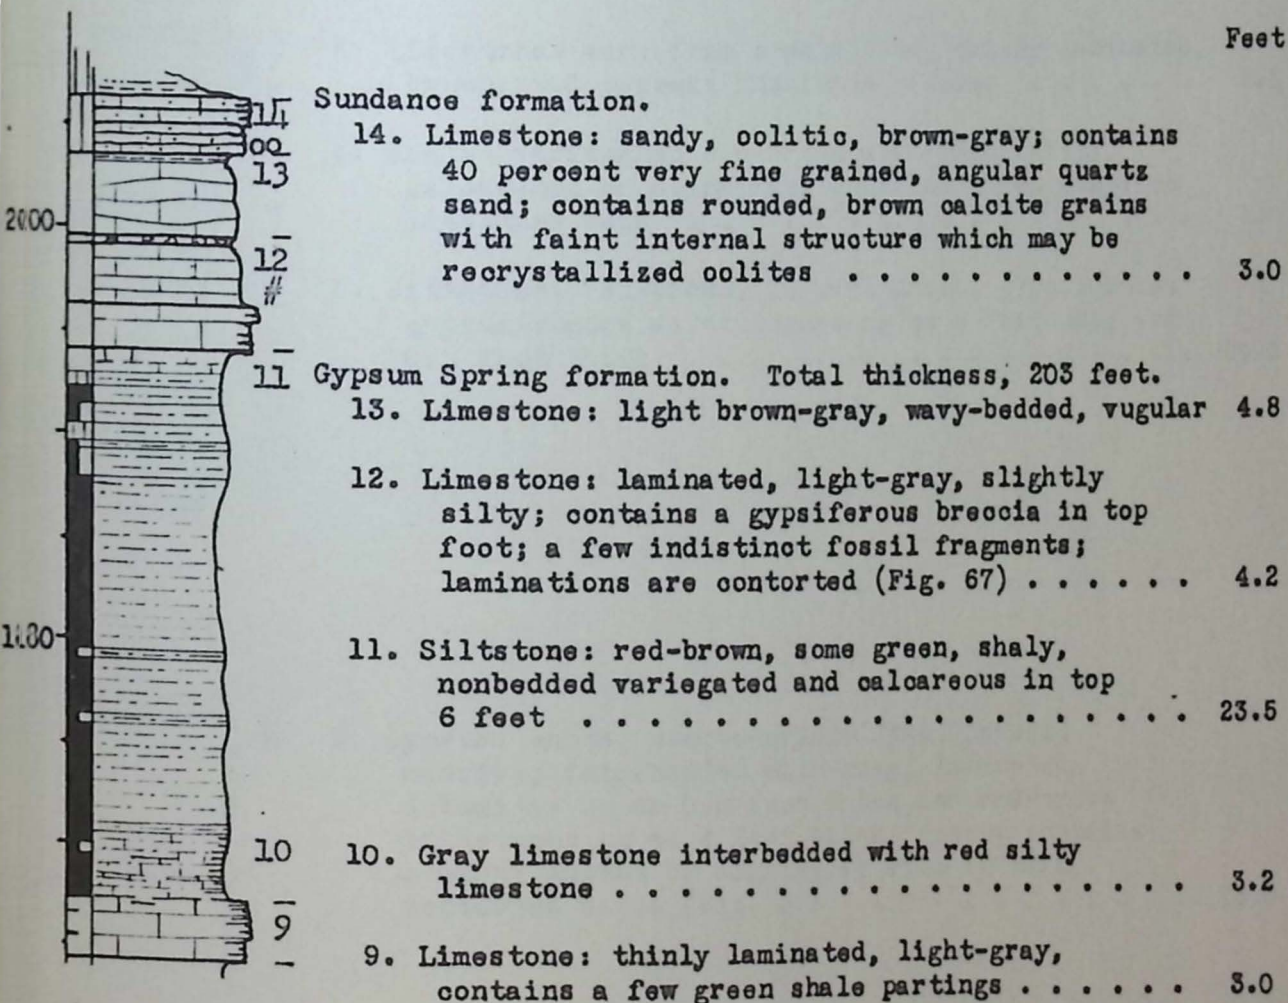 Feet
Sundance formation.
14. Limestone: sandy, oolitic, brown-gray; contains
40 percent very fine grained, angular quartz
sand; contains rounded, brown calcite grains
with faint internal structure which may be
recrystallized oolites . . . . . . . . . . . . 3.0
Gypsum Spring formation. Total thickness, 203 feet.
13. Limestone: light brown-gray, wavy-bedded, vugular 4.8
12. Limestone: laminated, light-gray, slightly
silty; contains a gypsiferous breccia in top
foot; a few indistinct fossil fragments;
laminations are contorted (Fig. 67) . . . . . . 4.2
11. Siltstone: red-brown, some green, shaly,
nonbedded variegated and calcareous in top
6 feet . . . . . . . . . . . . . . . . . . . . 23.5
10. Gray limestone interbedded with red silty
limestone . . . . . . . . . . . . . . . . . . . 3.2
9. Limestone: thinly laminated, light-gray,
contains a few green shale partings . . . . . . 3.0
14
13
12
#
11
10
9